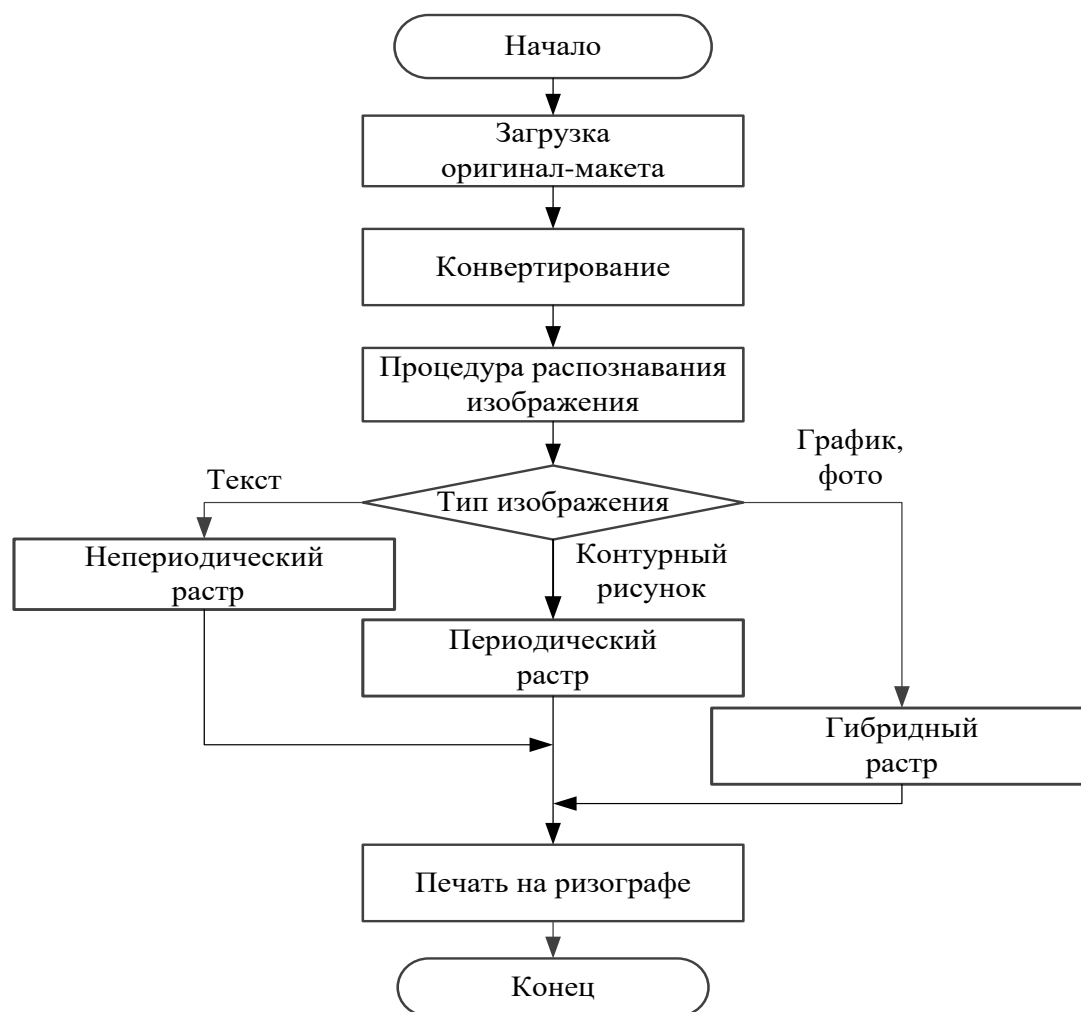 Начало
Загрузка
оригинал-макета
Конвертирование
Процедура распознавания
изображения
График,
фото
Текст
Тип изображения
Непериодический
растр
Контурный
рисунок
Периодический
растр
Гибридный
растр
Печать на ризографе
Конец